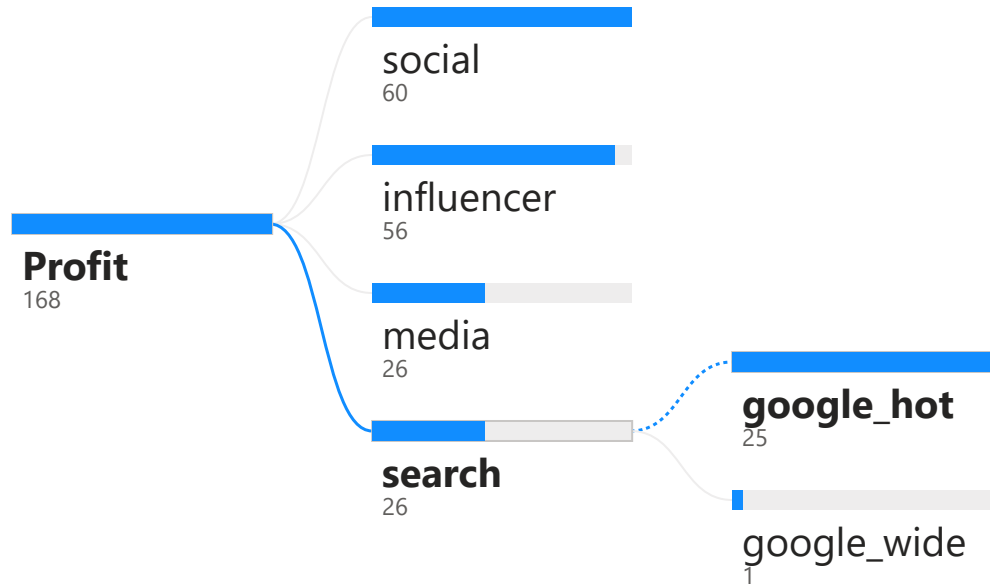 Profit
168
social
60
influencer
56
media
26
search
26
google_hot
25
google_wide
1